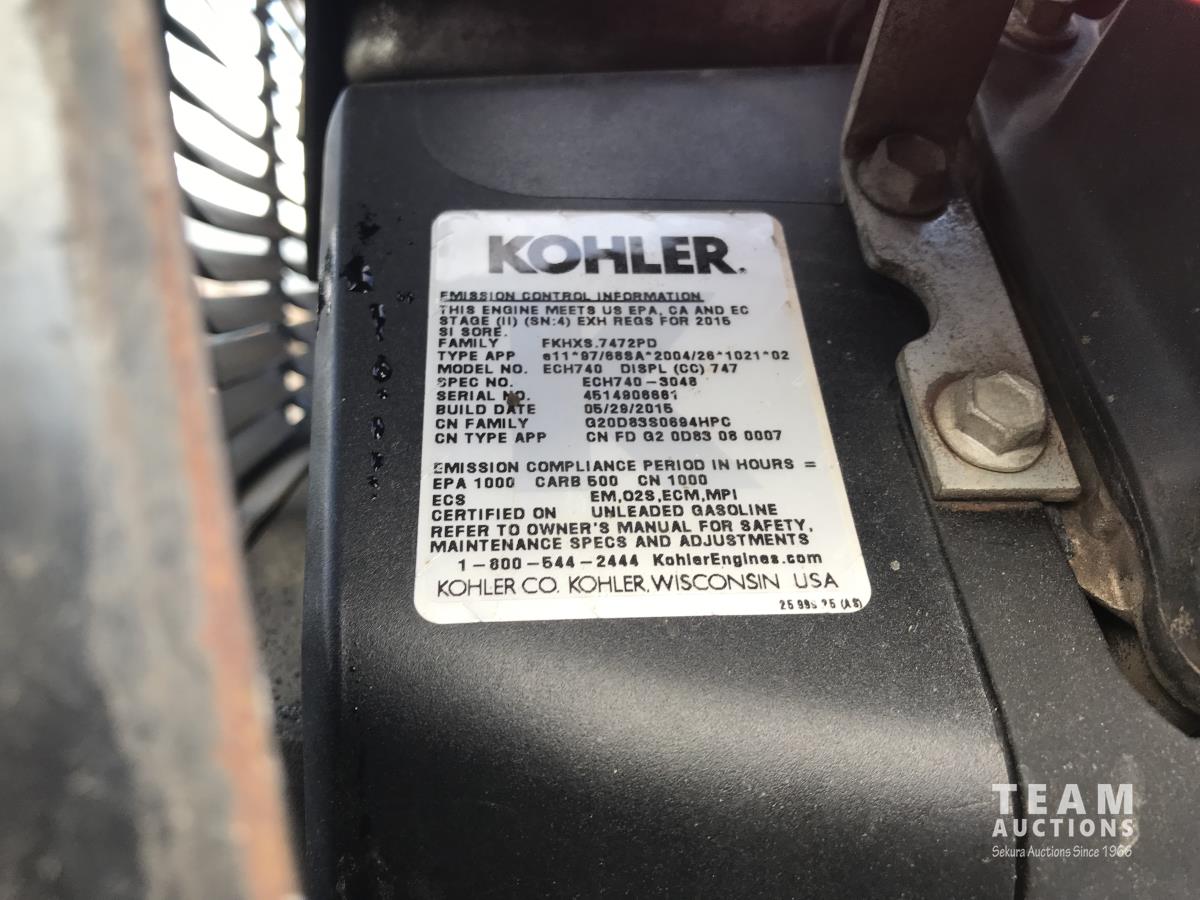 KOHLER.
EMISSION CONTROL INFORMATION
THIS ENGINE MEETS US EPA, CA AND EC
STAGE (II) (SN:4) EXH REGS FOR 2015
SI SORE.
FAMILY FKHXS.7472PD
TYPE APP e11*97/68SA*2004/26*1021*02
MODEL NO. ECH740 DISPL (CC) 747
SPEC NO. ECH740-3048
SERIAL NO. 4514906661
BUILD DATE 05/29/2015
CN FAMILY G20D83S0694HPC
CN TYPE APP CN FD G2 0D83 08 0007
EMISSION COMPLIANCE PERIOD IN HOURS =
EPA 1000 CARB 500 CN 1000
ECS EM,O2S,ECM,MPI
CERTIFIED ON UNLEADED GASOLINE
REFER TO OWNER'S MANUAL FOR SAFETY,
MAINTENANCE SPECS AND ADJUSTMENTS
1-800-544-2444 KohlerEngines.com
KOHLER CO. KOHLER, WISCONSIN USA
(AS)
TEAM
AUCTIONS
Sekura Auctions Since 1966